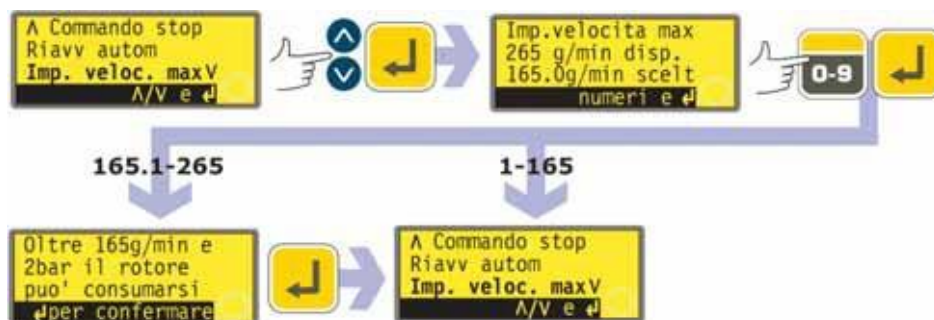 Λ Commando stop
Riavv autom
Imp. veloc. max V
Λ/V e ↲
Imp.velocita max
265 g/min disp.
165.0g/min scelt
numeri e ↲
0-9
165.1-265
1-165
Oltre 165g/min e
2bar il rotore
puo' consumarsi
↲per confermare
Λ Commando stop
Riavv autom
Imp. veloc. max V
Λ/V e ↲